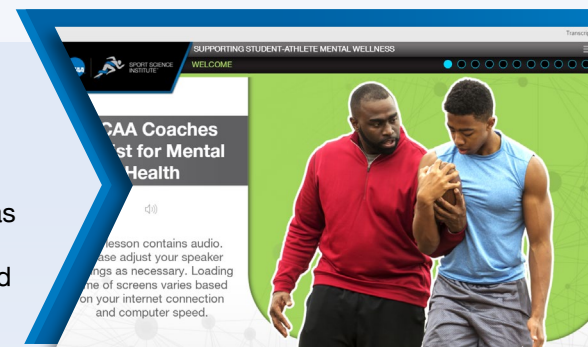 Transcrip
SUPPORTING STUDENT-ATHLETE MENTAL WELLNESS
SPORT SCIENCE
INSTITUTE
WELCOME
CAA Coaches
ist for Mental
Health
lesson contains audio.
ase adjust your speaker
ngs as necessary. Loading
me of screens varies based
on your internet connection
and computer speed.
as
d